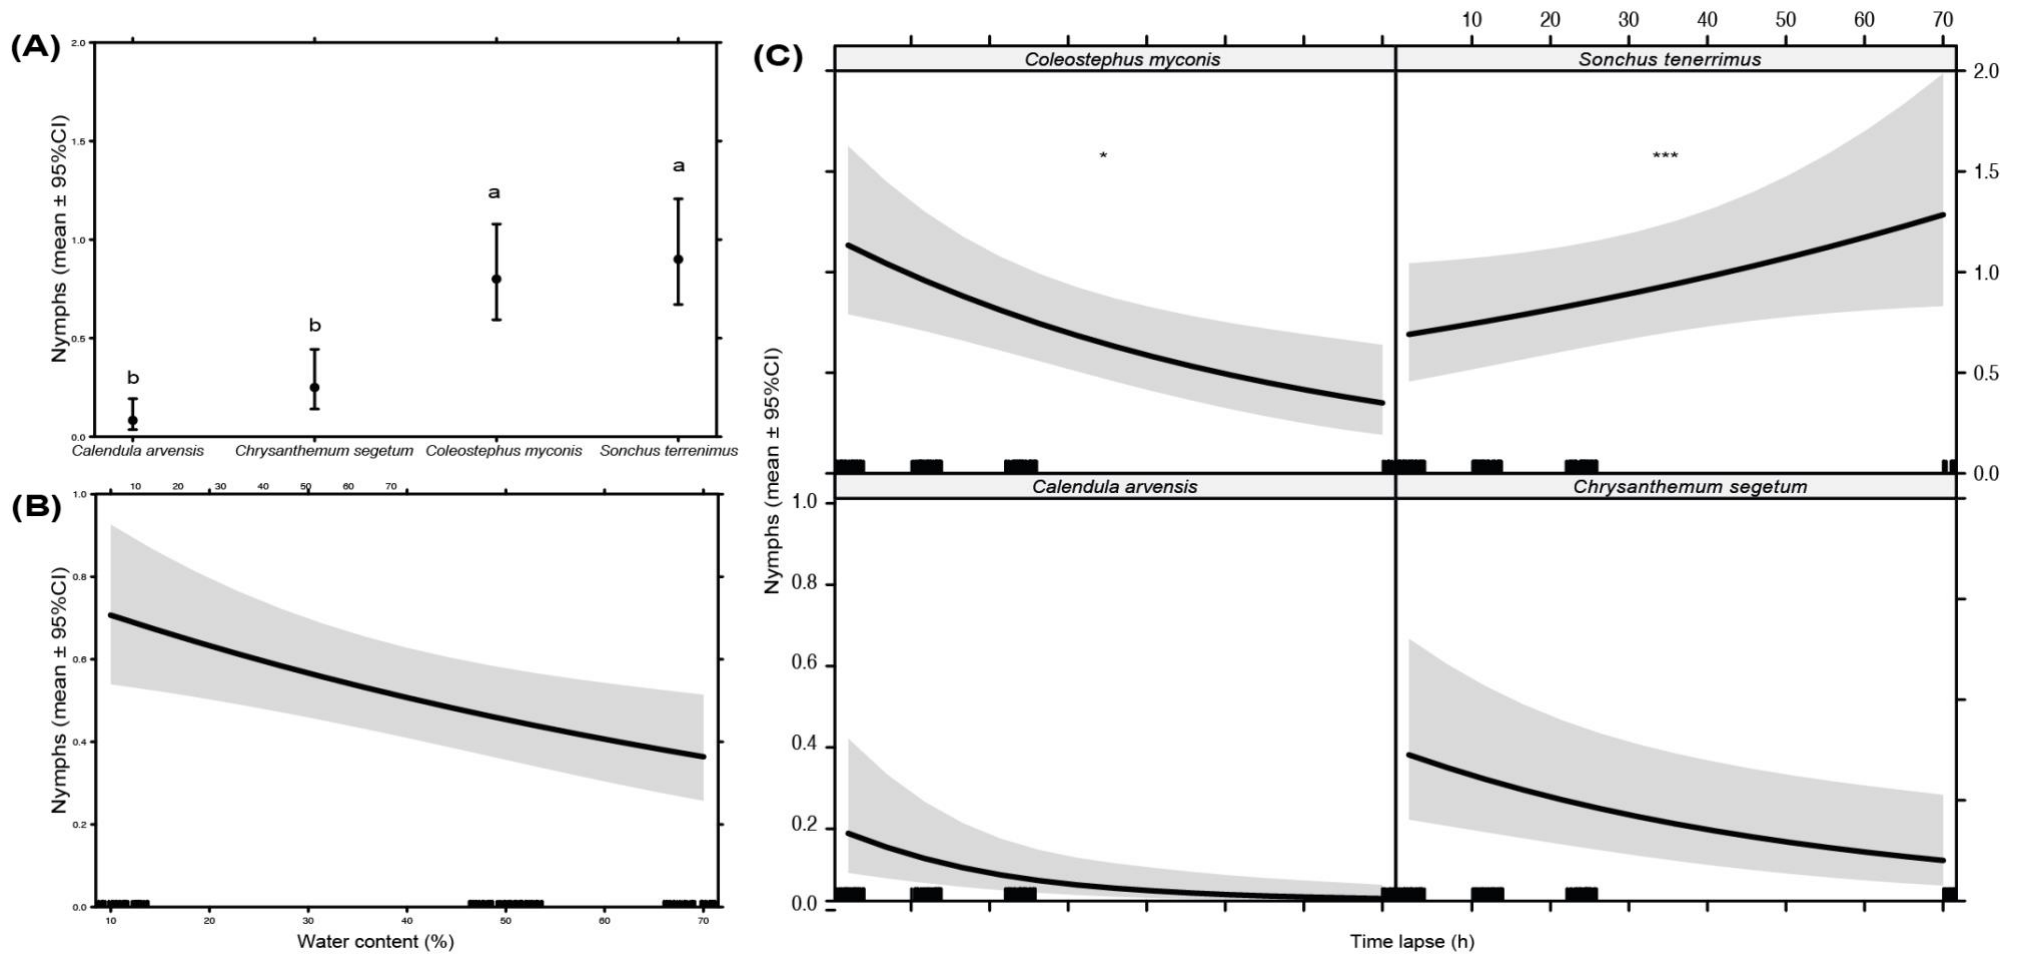 (A)
2.0
1.5
1.0
0.5
0.0
Nymphs (mean ± 95%CI)
b
b
a
a
Calendula arvensis
Chrysanthemum segetum
Coleostephus myconis
Sonchus terrenimus
(B)
10 20 30 40 50 60 70
1.0
0.8
0.6
0.4
0.2
0.0
Nymphs (mean ± 95%CI)
10 20 30 40 50 60 70
Water content (%)
(C)
10 20 30 40 50 60 70
Coleostephus myconis
Sonchus tenerrimus
*
***
2.0
1.5
1.0
0.5
0.0
Nymphs (mean ± 95%CI)
Calendula arvensis
Chrysanthemum segetum
1.0
0.8
0.6
0.4
0.2
0.0
Time lapse (h)